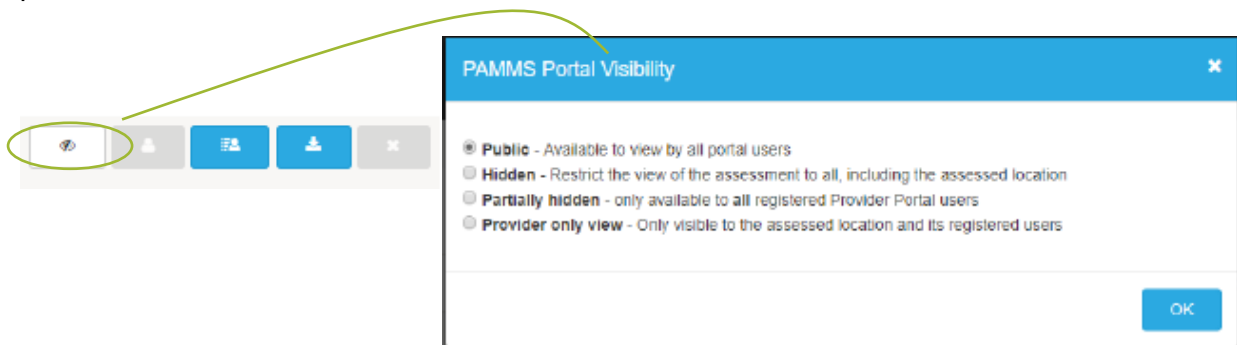 PAMMS Portal Visibility
Public - Available to view by all portal users
Hidden - Restrict the view of the assessment to all, including the assessed location
Partially hidden - only available to all registered Provider Portal users
Provider only view - Only visible to the assessed location and its registered users
OK